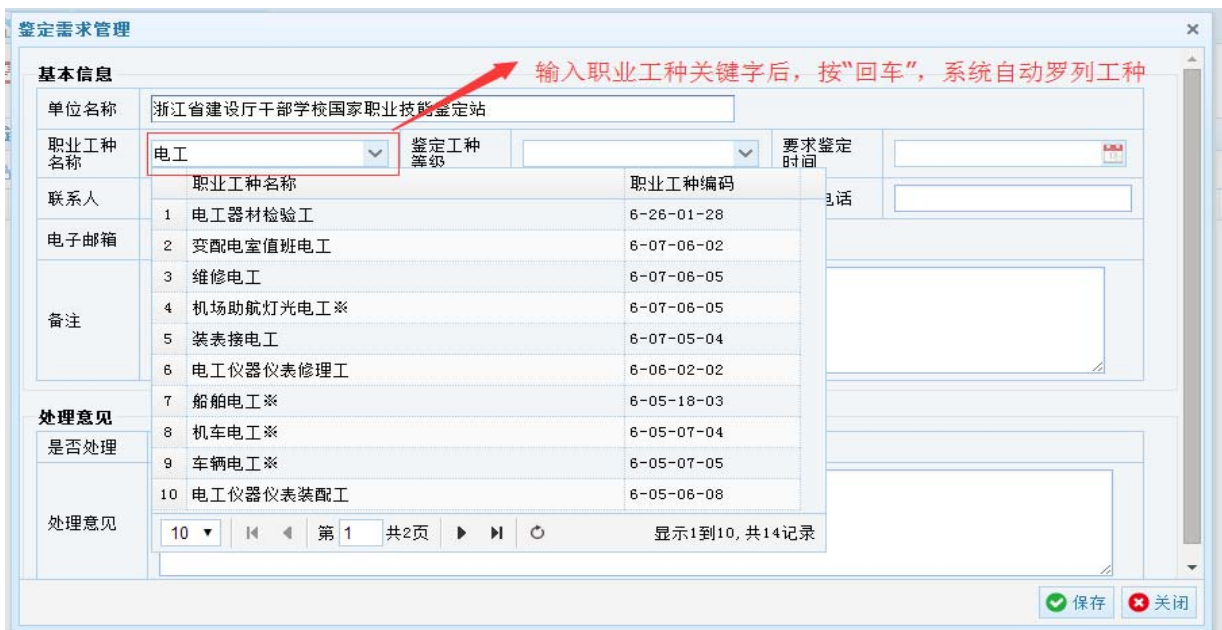 鉴定需求管理
基本信息
输入职业工种关键字后，按“回车”，系统自动罗列工种
单位名称 浙江省建设厅干部学校国家职业技能鉴定站
职业工种名称 电工 鉴定工种等级 要求鉴定时间
联系人 电话
电子邮箱
备注
职业工种名称 职业工种编码
1 电工器材检验工 6-26-01-28
2 变配电室值班电工 6-07-06-02
3 维修电工 6-07-06-05
4 机场助航灯光电工※ 6-07-06-05
5 装表接电工 6-07-05-04
6 电工仪器仪表修理工 6-06-02-02
7 船舶电工※ 6-05-18-03
8 机车电工※ 6-05-07-04
9 车辆电工※ 6-05-07-05
10 电工仪器仪表装配工 6-05-06-08
10 第 1 共2页 显示1到10,共14记录
处理意见
是否处理
处理意见
保存 关闭